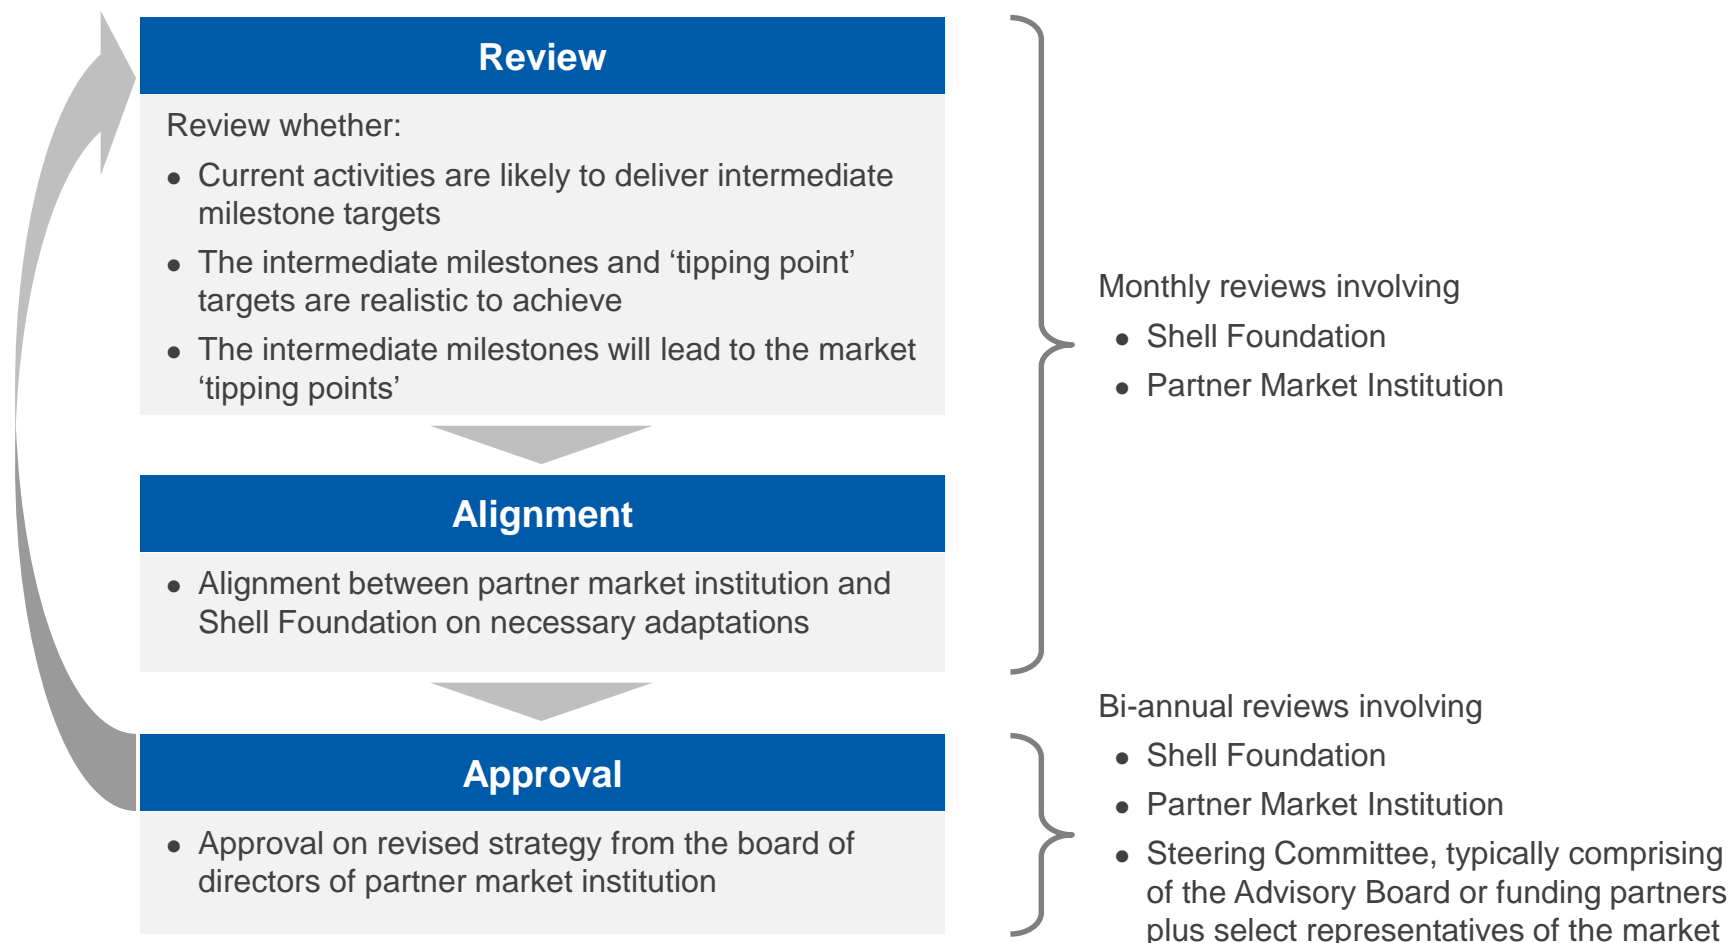 Review
Review whether:
● Current activities are likely to deliver intermediate
milestone targets
● The intermediate milestones and ‘tipping point’
targets are realistic to achieve
● The intermediate milestones will lead to the market
‘tipping points’
Monthly reviews involving
● Shell Foundation
● Partner Market Institution
Alignment
● Alignment between partner market institution and
Shell Foundation on necessary adaptations
Approval
● Approval on revised strategy from the board of
directors of partner market institution
Bi-annual reviews involving
● Shell Foundation
● Partner Market Institution
● Steering Committee, typically comprising
of the Advisory Board or funding partners
plus select representatives of the market